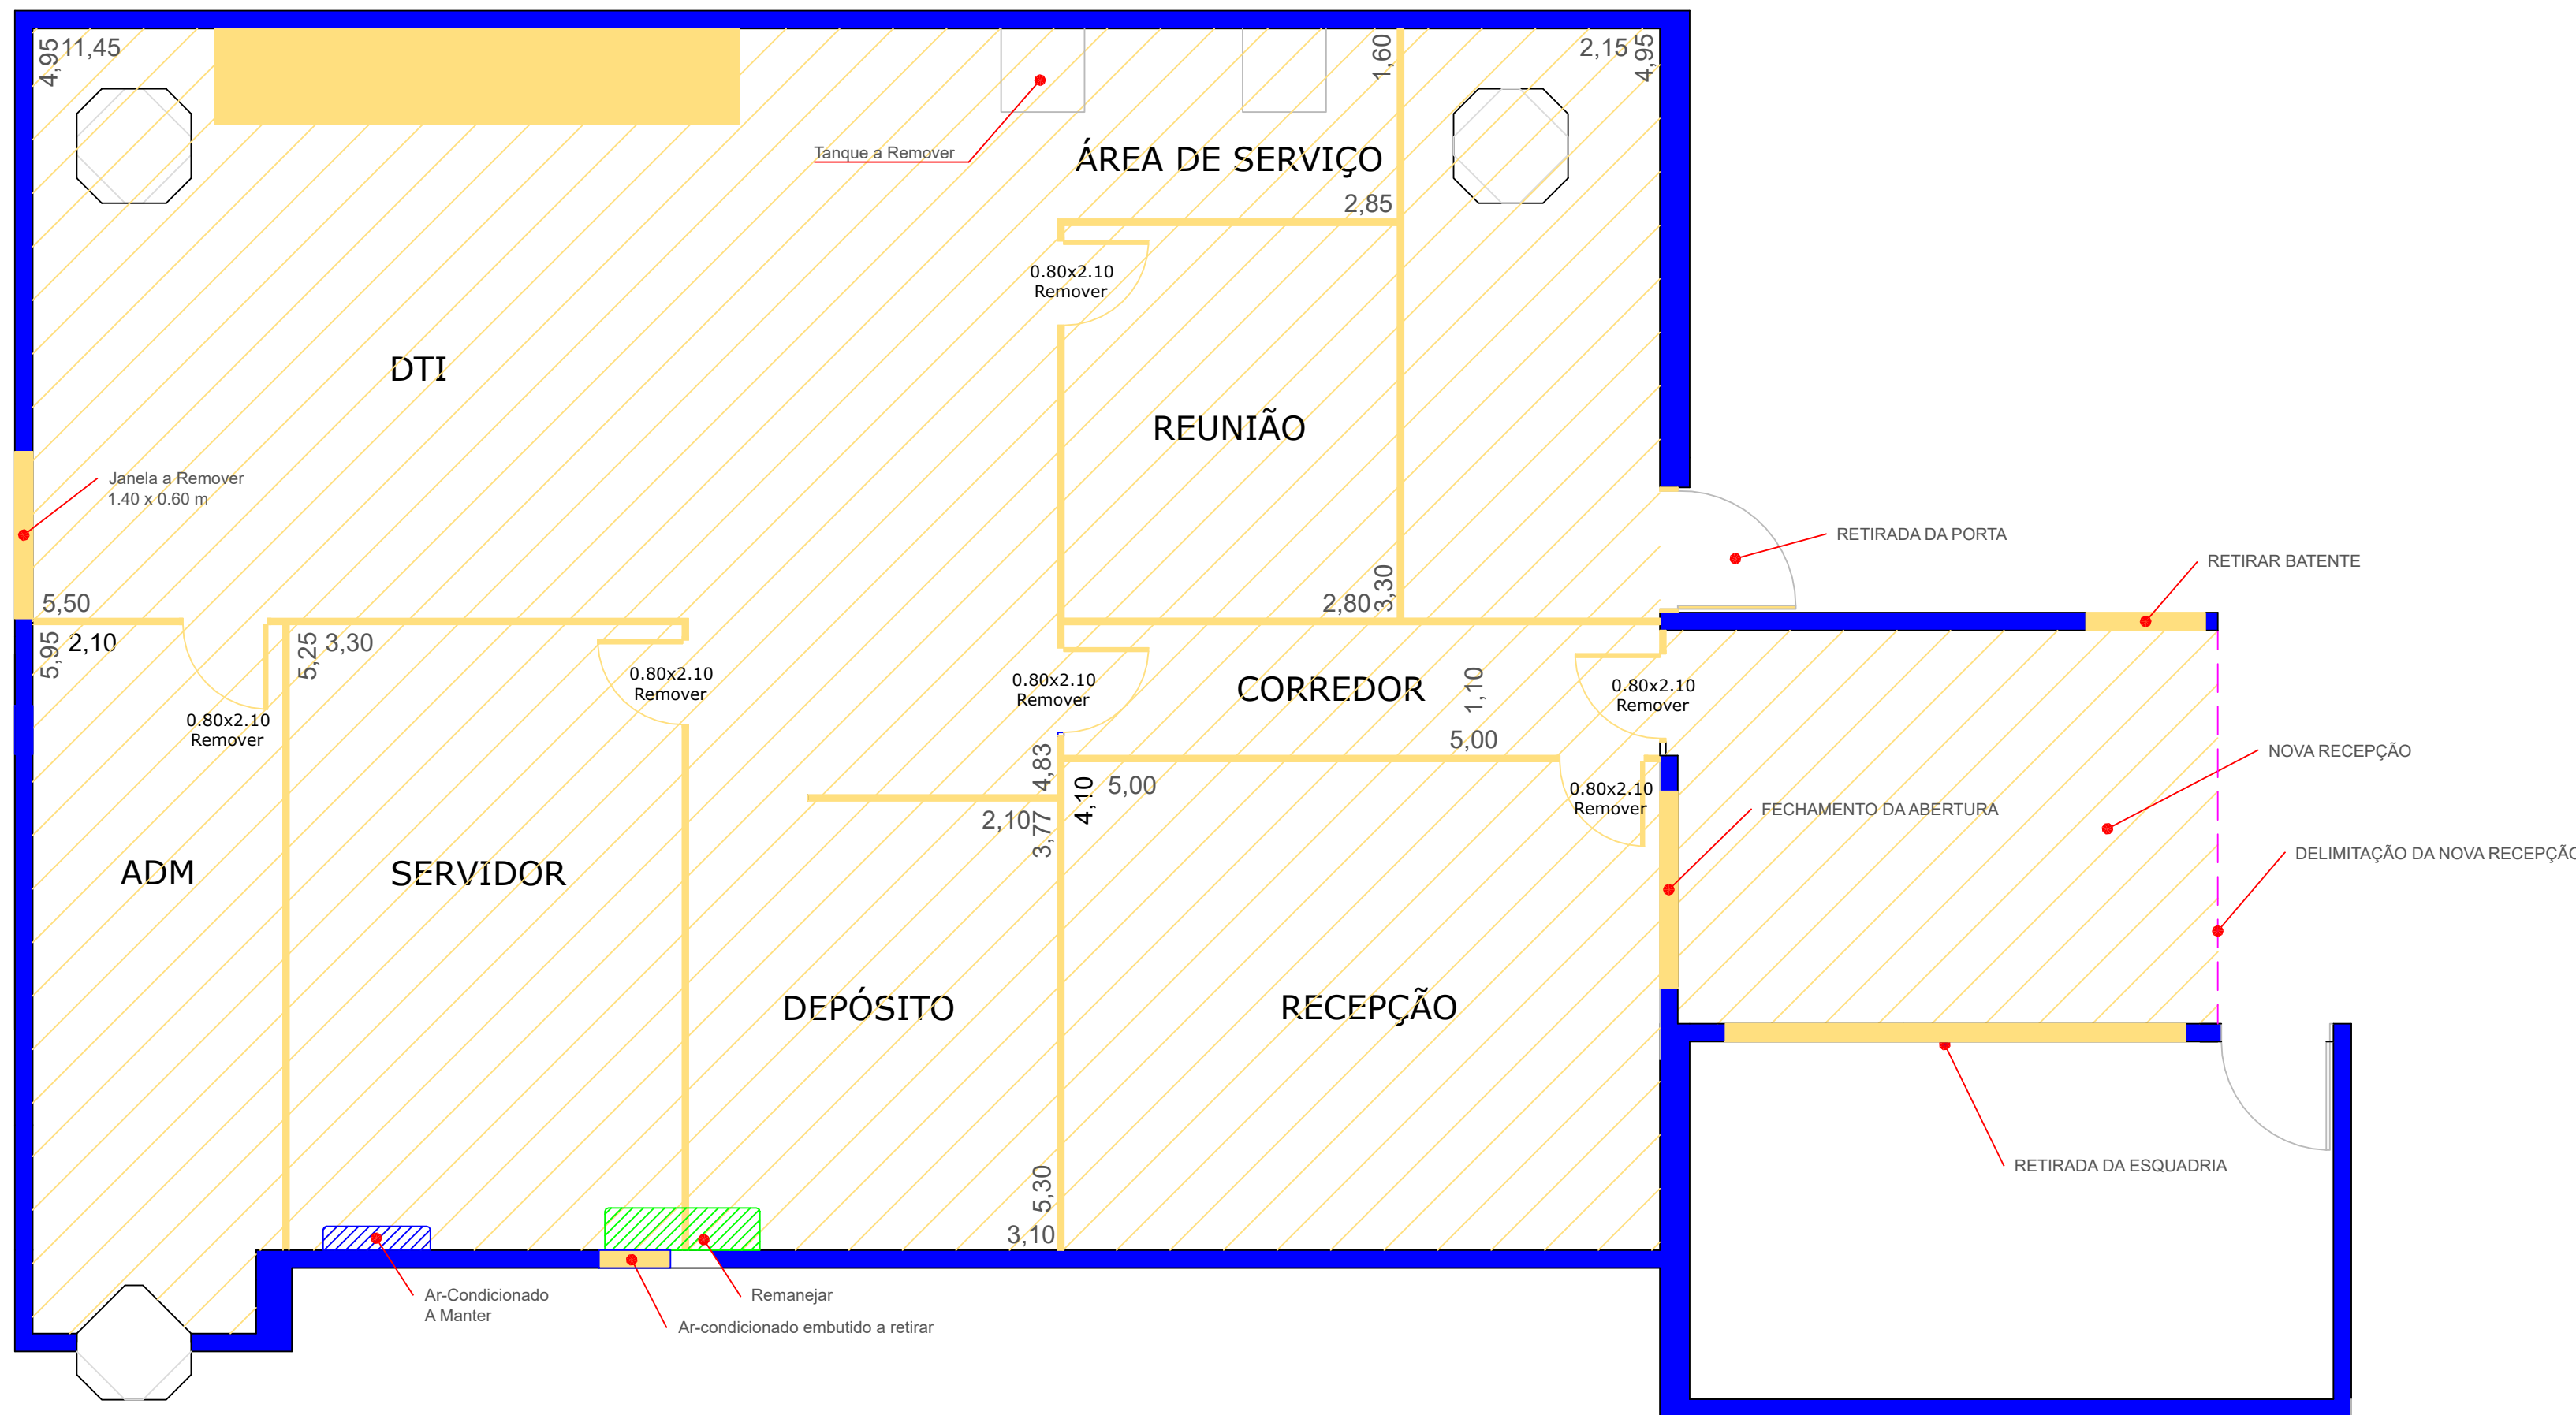 4,95
11,45
1,60
2,15
4,95
Tanque a Remover
ÁREA DE SERVIÇO
2,85
0.80x2.10
Remover
DTI
REUNIÃO
Janela a Remover
1.40 x 0.60 m
RETIRADA DA PORTA
RETIRAR BATENTE
5,50
2,80
3,30
5,95
2,10
5,25
3,30
0.80x2.10
Remover
0.80x2.10
Remover
0.80x2.10
Remover
0.80x2.10
Remover
CORREDOR
1,10
5,00
NOVA RECEPÇÃO
4,83
4,10
5,00
0.80x2.10
Remover
FECHAMENTO DA ABERTURA
2,10
3,77
DELIMITAÇÃO DA NOVA RECEPÇÃO
ADM
SERVIDOR
DEPÓSITO
RECEPÇÃO
RETIRADA DA ESQUADRIA
5,30
3,10
Ar-Condicionado
A Manter
Remanejar
Ar-condicionado embutido a retirar